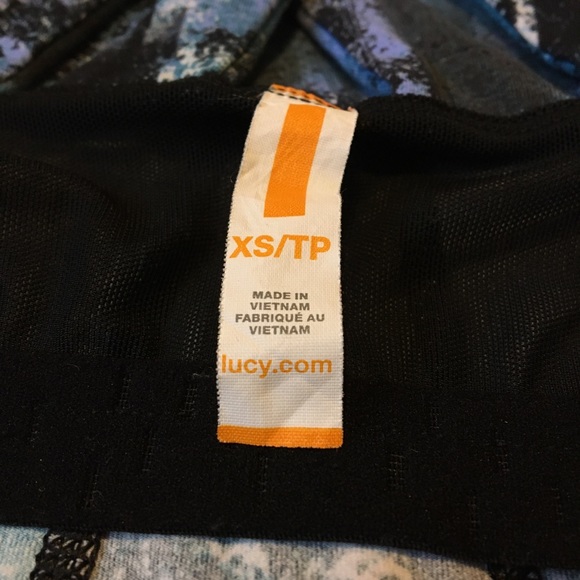 XS/TP
MADE IN
VIETNAM
FABRIQUÉ AU
VIETNAM
lucy.com